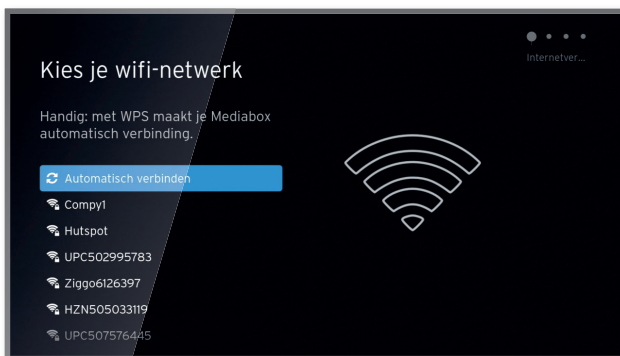 Internetver...
Kies je wifi-netwerk
Handig: met WPS maakt je Mediabox
automatisch verbinding.
Automatisch verbinden
Compy1
Hutspot
UPC502995783
Ziggo6126397
HZN505033119
UPC507576445